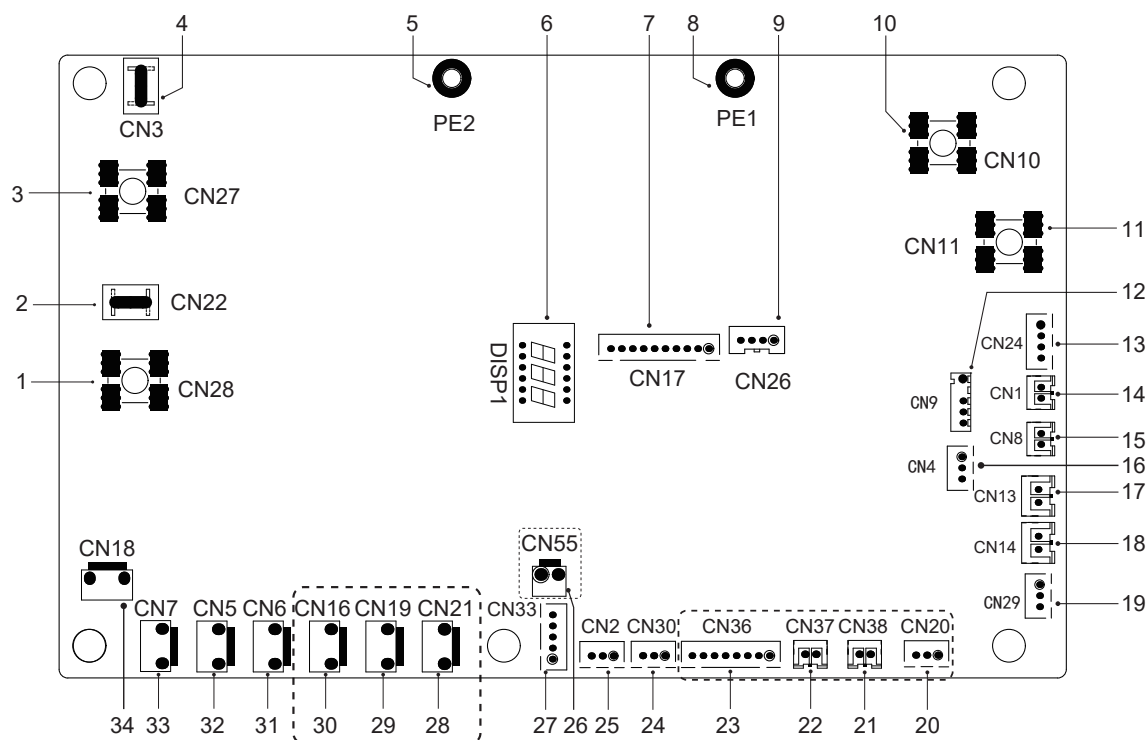 4 5 6 7 8 9 10
CN3
PE2
PE1
CN10
3
CN27
11
CN11
2
CN22
12
DISP1
CN17
CN26
CN24
13
1
CN28
CN9
CN1
14
CN8
15
CN4
16
CN13
17
CN18
CN55
CN14
18
CN7 CN5 CN6 CN16 CN19 CN21 CN33 CN2 CN30 CN36 CN37 CN38 CN20
CN29
19
34 33 32 31 30 29 28 27 26 25 24 23 22 21 20